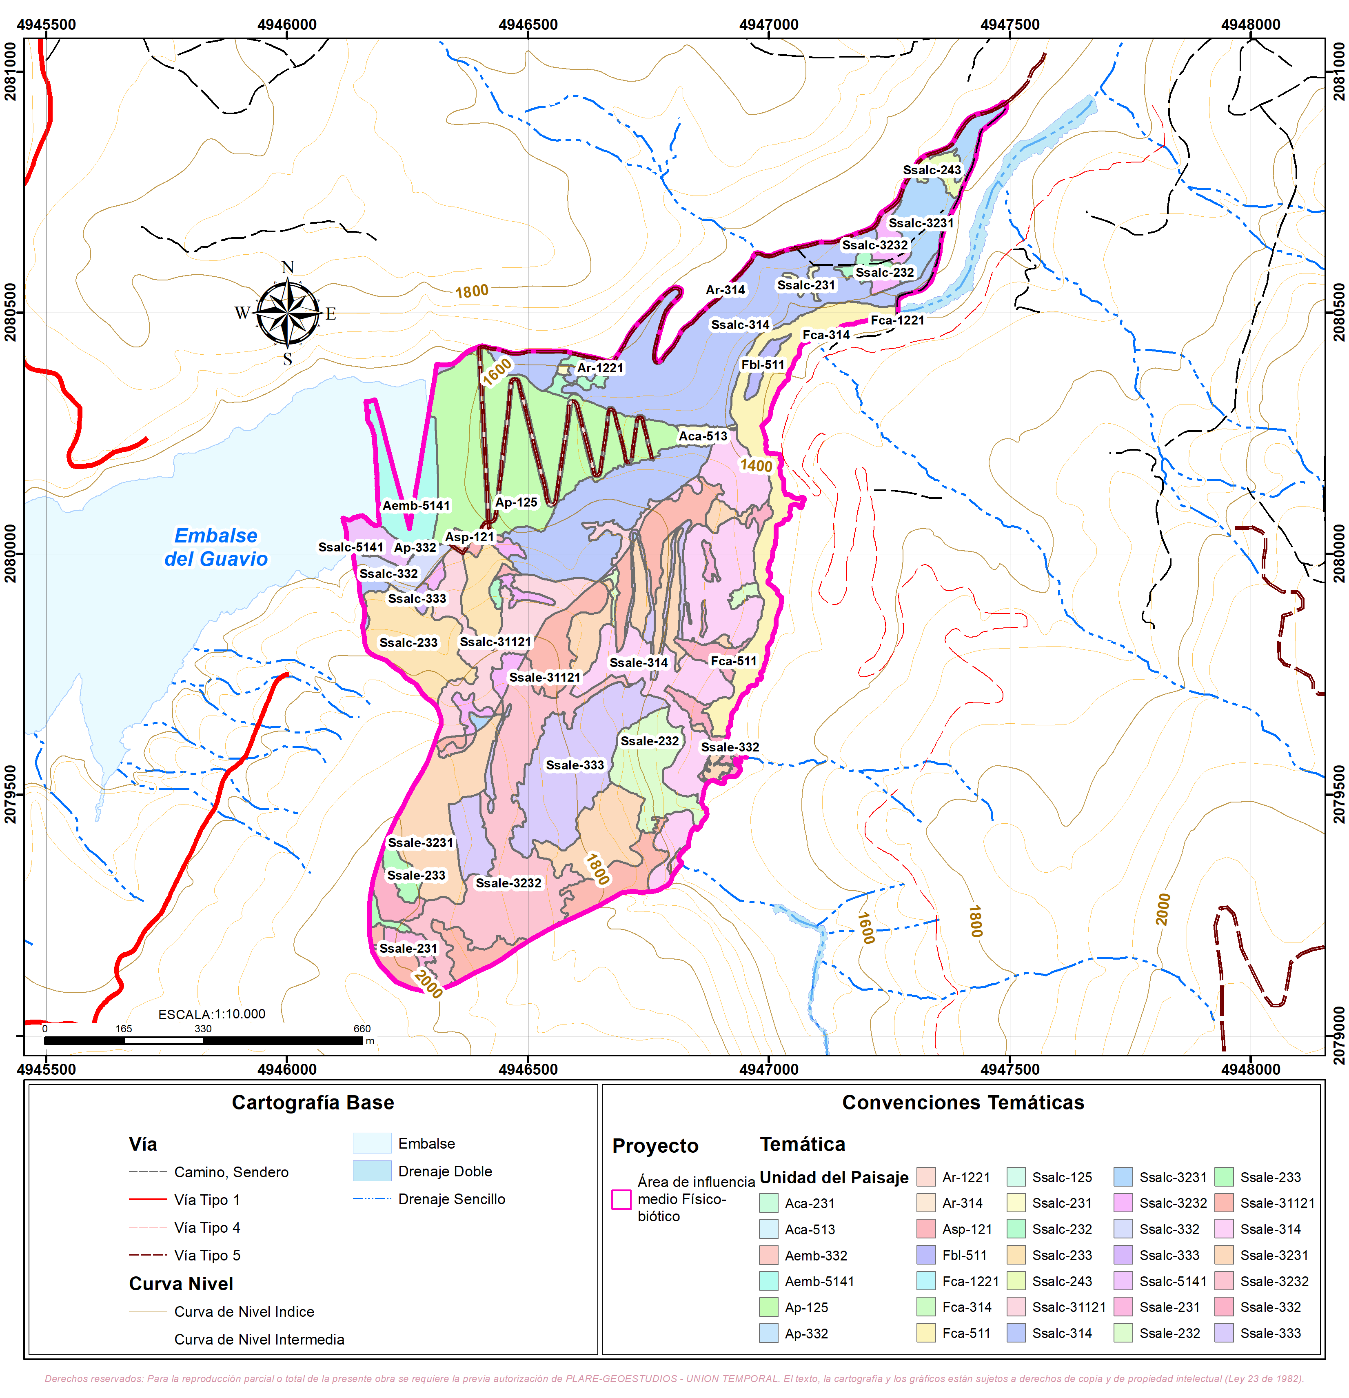 4945500 4946000 4946500 4947000 4947500 4948000
2081000 2081000
Ssalc-243
Ssalc-3231
N
Ssalc-3232
Ssalc-232
Ssalc-231
1800
Ar-314
2080500 W E 2080500
Ssalc-314
Fca-1221
Fca-314
S
Fbl-511
Ar-1221
1600
Aca-513
1400
Aemb-5141
Ap-125
Embalse
del Guavio
Asp-121
Ssalc-5141
Ap-332
2080000 2080000
Ssalc-332
Ssalc-333
Ssalc-233
Ssalc-31121
Ssale-314
Fca-511
Ssale-31121
Ssale-232
Ssale-332
Ssale-333
2079500 2079500
Ssale-3231
Ssale-233
Ssale-3232
1800
1600
1800
2000
Ssale-231
2000
ESCALA:1:10.000
0 165 330 660
m
2079000 2079000
4945500 4946000 4946500 4947000 4947500 4948000
Cartografía Base
Vía
Camino, Sendero
Vía Tipo 1
Vía Tipo 4
Vía Tipo 5
Curva Nivel
Curva de Nivel Indice
Curva de Nivel Intermedia
Embalse
Drenaje Doble
Drenaje Sencillo
Convenciones Temáticas
Proyecto
Área de influencia
medio Físico-
biótico
Temática
Unidad del Paisaje
Aca-231
Aca-513
Aemb-332
Aemb-5141
Ap-125
Ap-332
Ar-1221
Ar-314
Asp-121
Fbl-511
Fca-1221
Fca-314
Fca-511
Ssalc-125
Ssalc-231
Ssalc-232
Ssalc-233
Ssalc-243
Ssalc-31121
Ssalc-314
Ssalc-3231
Ssalc-3232
Ssalc-332
Ssalc-333
Ssalc-5141
Ssale-231
Ssale-232
Ssale-233
Ssale-31121
Ssale-314
Ssale-3231
Ssale-3232
Ssale-332
Ssale-333
Derechos reservados: Para la reproducción parcial o total de la presente obra se requiere la previa autorización de PLARE-GEOESTUDIOS - UNION TEMPORAL. El texto, la cartografía y los gráficos están sujetos a derechos de copia y de propiedad intelectual (Ley 23 de 1982).